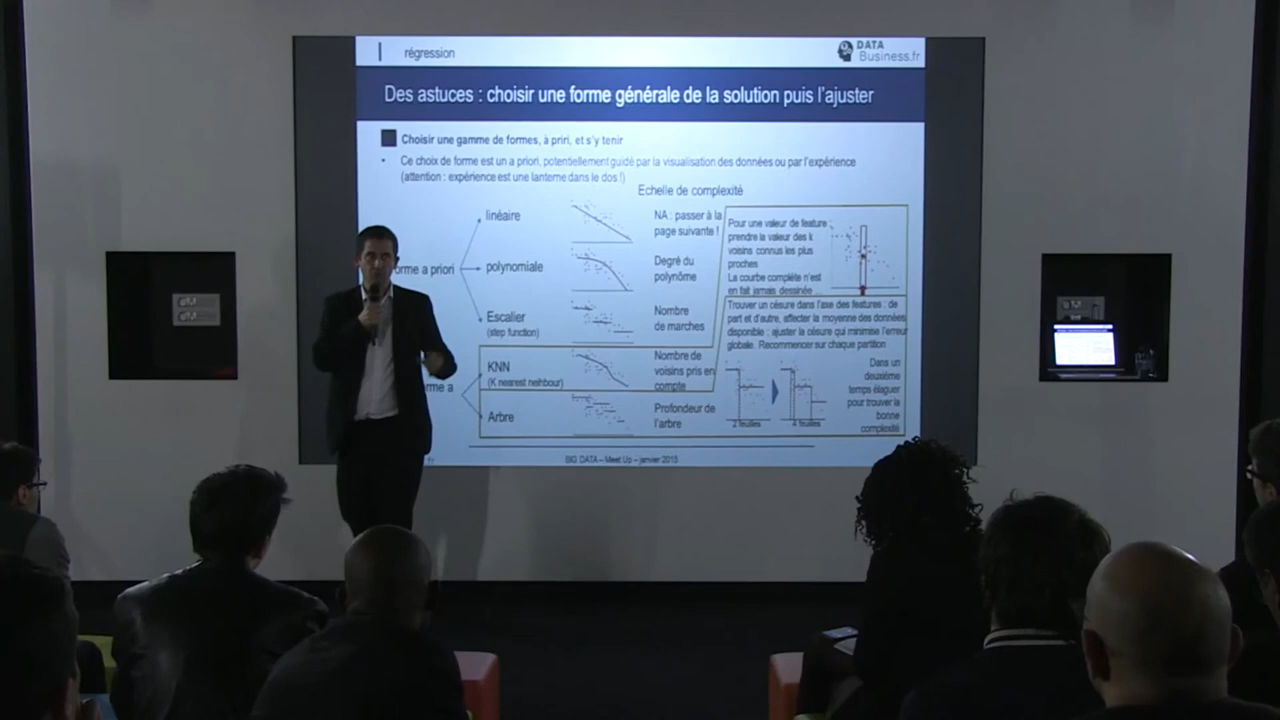 régression
DATA
Business.fr
Des astuces : choisir une forme générale de la solution puis l'ajuster
Choisir une gamme de formes, à priri, et s'y tenir
• Ce choix de forme est un a priori, potentiellement guidé par la visualisation des données ou par l'expérience
(attention : expérience est une lanterne dans le dos !)
Echelle de complexité
orme a priori
linéaire
NA : passer à la
page suivante !
polynomiale
Degré du
polynôme
Escalier
(step function)
Nombre
de marches
rme a
KNN
(K nearest neihbour)
Nombre de
voisins pris en
compte
Arbre
Profondeur de
l'arbre
Pour une valeur de feature
prendre la valeur des k
voisins connus les plus
proches
La courbe complète n'est
en fait jamais dessinée ...
Trouver un césure dans l'axe des features : de
part et d'autre, affecter la moyenne des données
disponible : ajuster la césure qui minimise l'erreur
globale. Recommencer sur chaque partition
2 feuilles
4 feuilles
Dans un
deuxième
temps élaguer
pour trouver la
bonne
complexité
fr
BIG DATA – Meet Up – janvier 2015